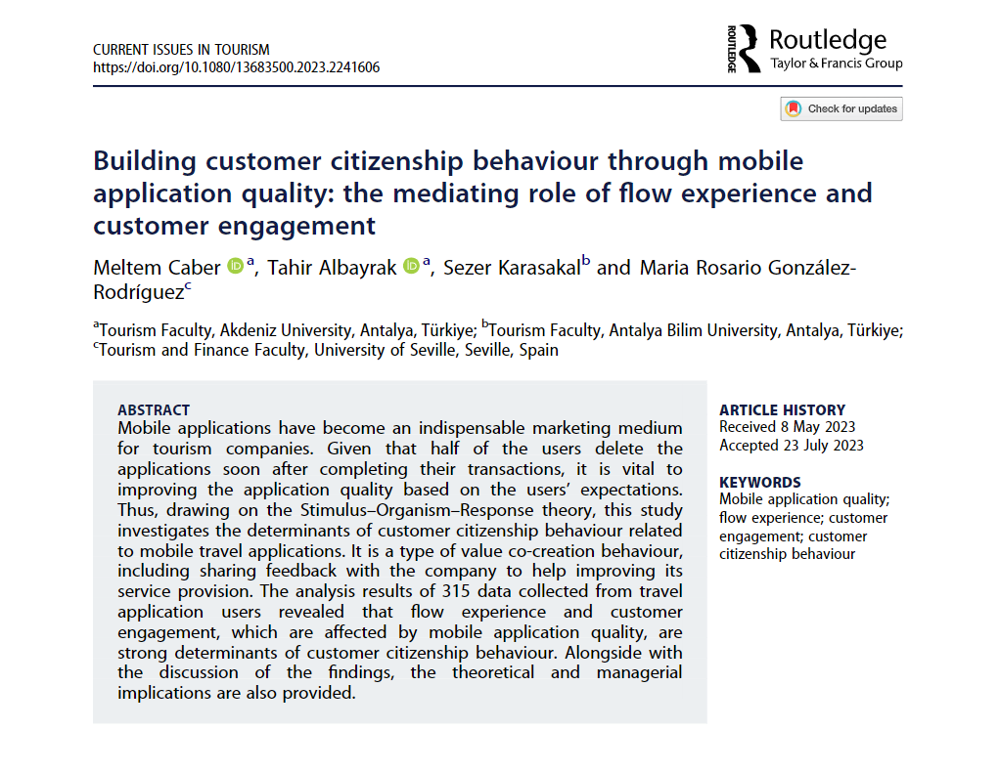 CURRENT ISSUES IN TOURISM
https://doi.org/10.1080/13683500.2023.2241606
ROUTLEDGE
Routledge
Taylor & Francis Group
Check for updates
Building customer citizenship behaviour through mobile
application quality: the mediating role of flow experience and
customer engagement
Meltem Caber iD a, Tahir Albayrak iD a, Sezer Karasakal b and Maria Rosario González-
Rodríguez c
aTourism Faculty, Akdeniz University, Antalya, Türkiye; bTourism Faculty, Antalya Bilim University, Antalya, Türkiye;
cTourism and Finance Faculty, University of Seville, Seville, Spain
ABSTRACT
Mobile applications have become an indispensable marketing medium
for tourism companies. Given that half of the users delete the
applications soon after completing their transactions, it is vital to
improving the application quality based on the users’ expectations.
Thus, drawing on the Stimulus–Organism–Response theory, this study
investigates the determinants of customer citizenship behaviour related
to mobile travel applications. It is a type of value co-creation behaviour,
including sharing feedback with the company to help improving its
service provision. The analysis results of 315 data collected from travel
application users revealed that flow experience and customer
engagement, which are affected by mobile application quality, are
strong determinants of customer citizenship behaviour. Alongside with
the discussion of the findings, the theoretical and managerial
implications are also provided.
ARTICLE HISTORY
Received 8 May 2023
Accepted 23 July 2023
KEYWORDS
Mobile application quality;
flow experience; customer
engagement; customer
citizenship behaviour